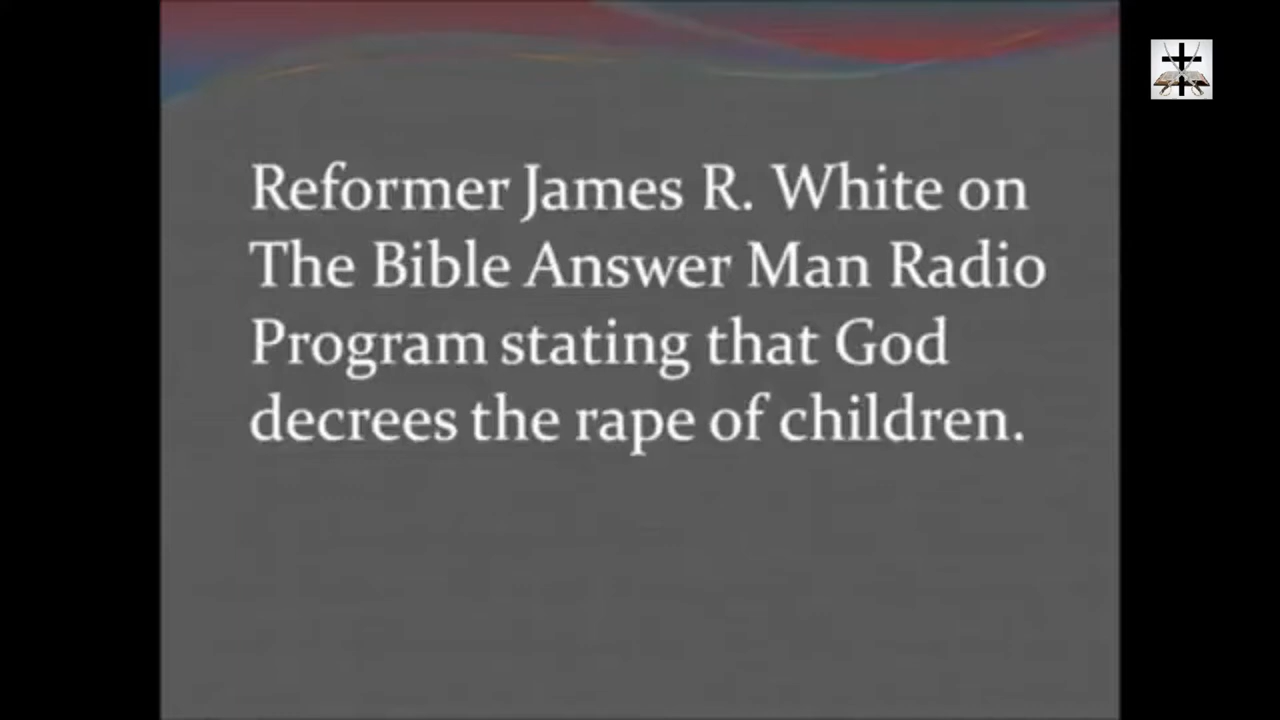 Reformer James R. White on
The Bible Answer Man Radio
Program stating that God
decrees the rape of children.